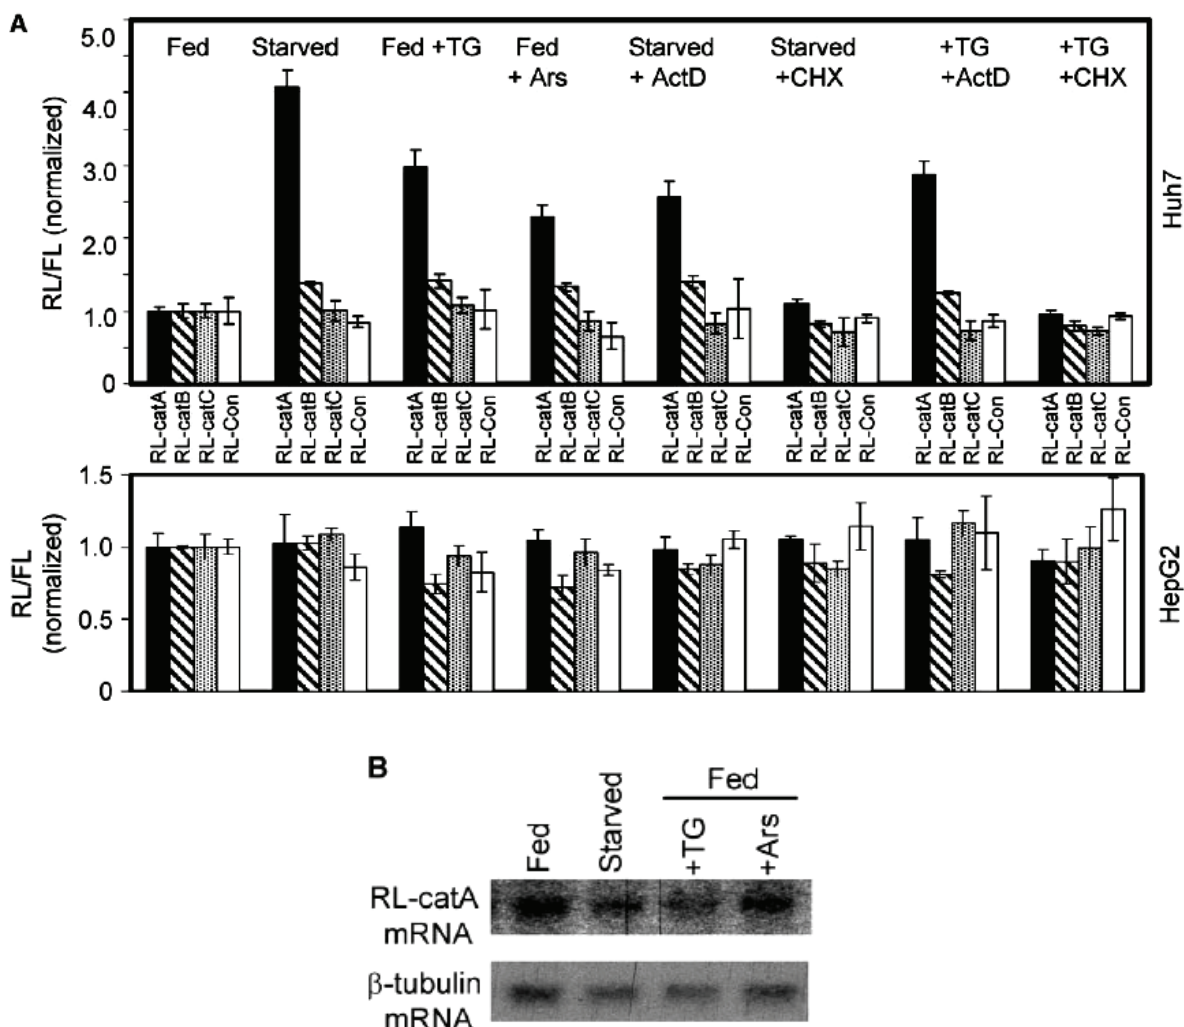 A
5.0
4.0
3.0
2.0
1.0
0
RL/FL (normalized)
Fed
Starved
Fed +TG
Fed
+ Ars
Starved
+ ActD
Starved
+CHX
+TG
+ActD
+TG
+CHX
Huh7
RL-catA
RL-catB
RL-catC
RL-Con
RL-catA
RL-catB
RL-catC
RL-Con
RL-catA
RL-catB
RL-catC
RL-Con
RL-catA
RL-catB
RL-catC
RL-Con
RL-catA
RL-catB
RL-catC
RL-Con
RL-catA
RL-catB
RL-catC
RL-Con
RL-catA
RL-catB
RL-catC
RL-Con
RL-catA
RL-catB
RL-catC
RL-Con
1.5
1.0
0.5
0
RL/FL
(normalized)
HepG2
B
Fed
Starved
Fed
+TG
+Ars
RL-catA
mRNA
β-tubulin
mRNA